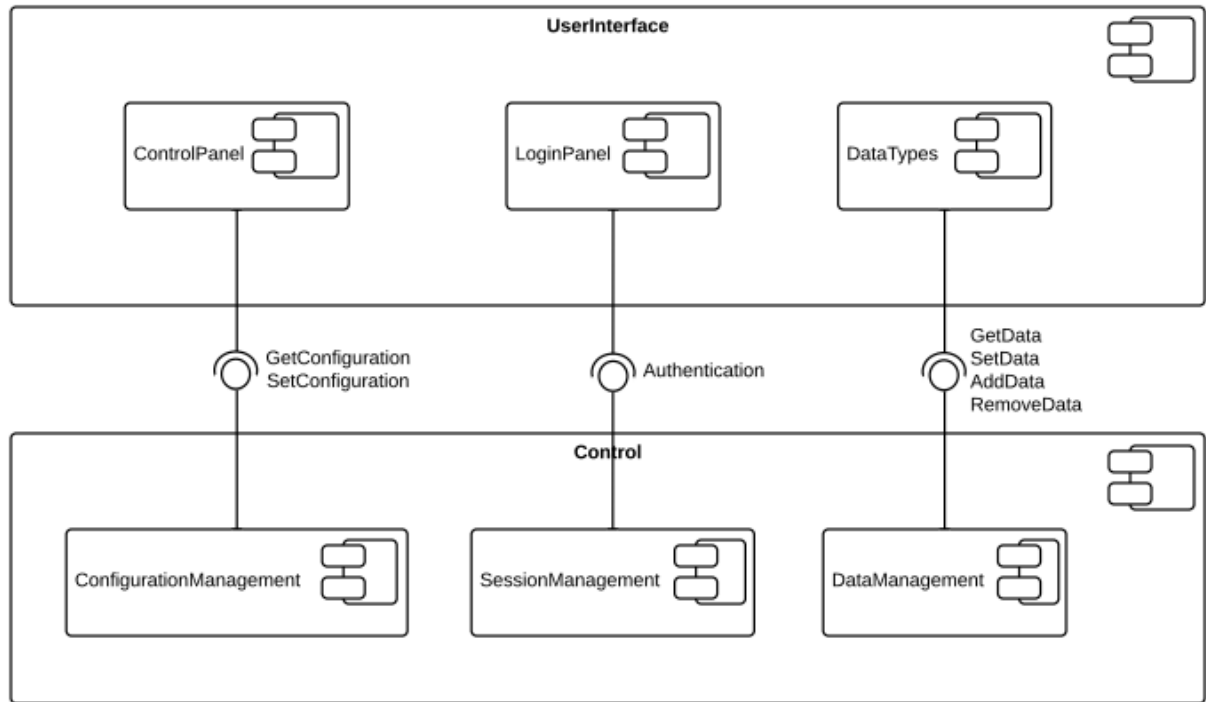 UserInterface
ControlPanel
LoginPanel
DataTypes
GetConfiguration
SetConfiguration
Authentication
GetData
SetData
AddData
RemoveData
Control
ConfigurationManagement
SessionManagement
DataManagement